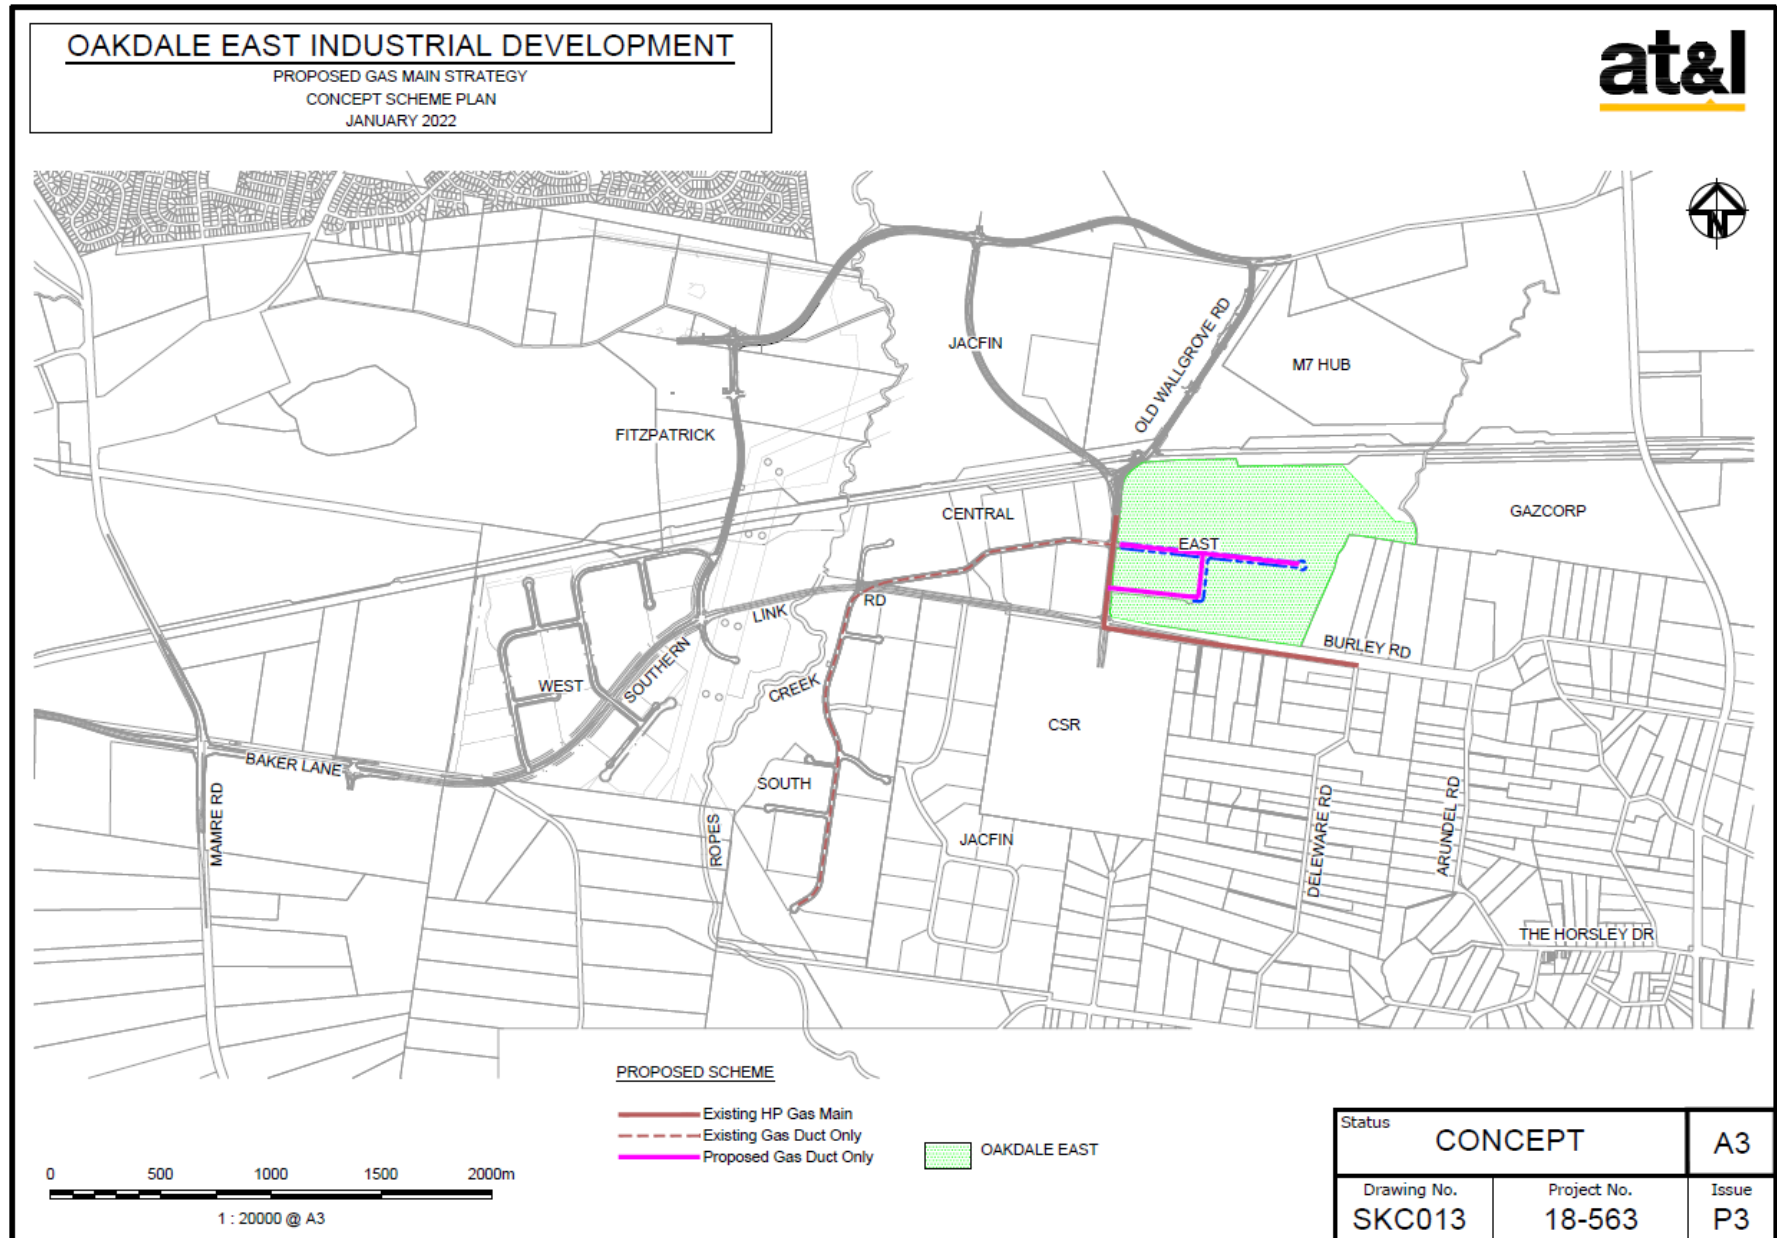 OAKDALE EAST INDUSTRIAL DEVELOPMENT
PROPOSED GAS MAIN STRATEGY
CONCEPT SCHEME PLAN
JANUARY 2022
at&l
N
JACFIN
OLD WALLGROVE RD
M7 HUB
FITZPATRICK
CENTRAL
GAZCORP
EAST
LINK
RD
BURLEY RD
WEST
SOUTHERN
CREEK
CSR
BAKER LANE
SOUTH
MAMRE RD
ROPES
JACFIN
DELEWARE RD
ARUNDEL RD
THE HORSLEY DR
PROPOSED SCHEME
Existing HP Gas Main
Existing Gas Duct Only
Proposed Gas Duct Only
OAKDALE EAST
0 500 1000 1500 2000m
1 : 20000 @ A3
Status
CONCEPT
A3
Drawing No.
SKC013
Project No.
18-563
Issue
P3